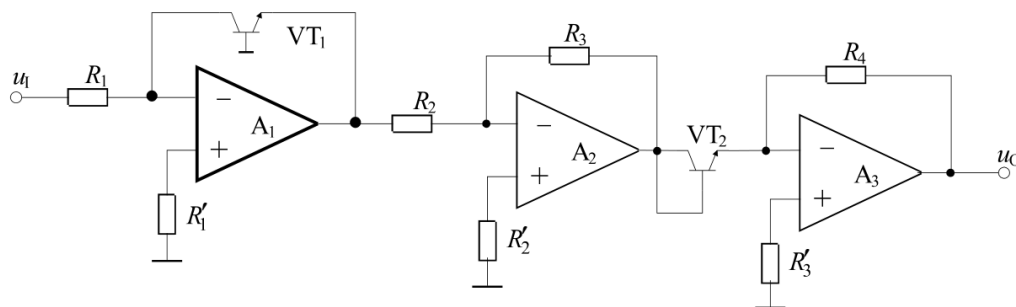 VT₁
R₃
R₄
u_I
R₁
−
A₁
+
R₂
−
A₂
+
VT₂
−
A₃
+
u_O
R′₁
R′₂
R′₃